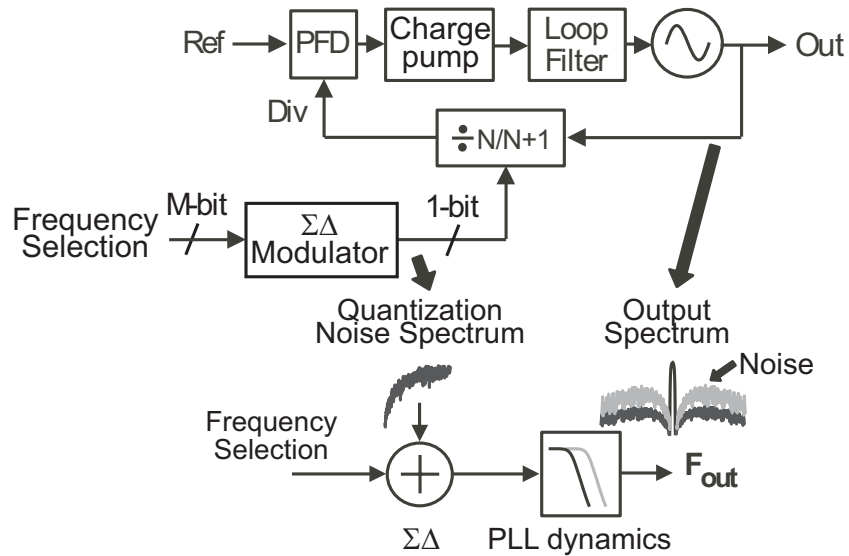 Ref
PFD
Charge
pump
Loop
Filter
Out
Div
÷ N/N+1
Frequency
Selection
M-bit
ΣΔ
Modulator
1-bit
Quantization
Noise Spectrum
Output
Spectrum
Noise
Frequency
Selection
ΣΔ
PLL dynamics
Fout